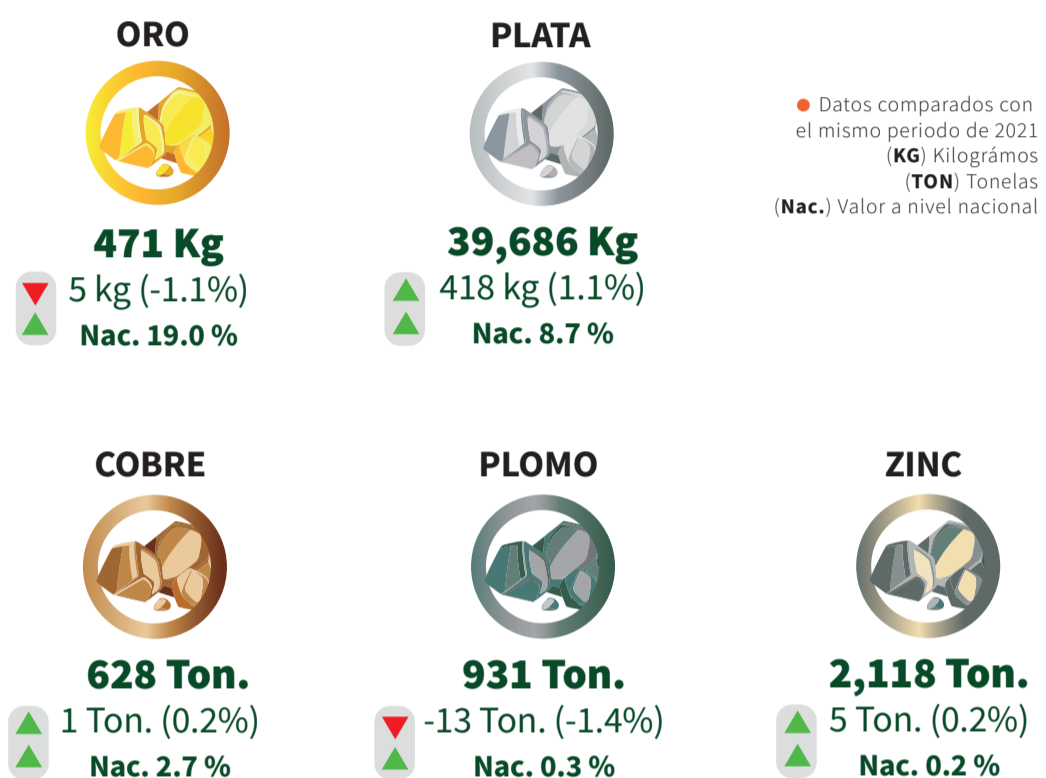 ORO
471 Kg
5 kg (-1.1%)
Nac. 19.0 %
PLATA
39,686 Kg
418 kg (1.1%)
Nac. 8.7 %
Datos comparados con
el mismo periodo de 2021
(KG) Kilográmos
(TON) Tonelas
(Nac.) Valor a nivel nacional
COBRE
628 Ton.
1 Ton. (0.2%)
Nac. 2.7 %
PLOMO
931 Ton.
-13 Ton. (-1.4%)
Nac. 0.3 %
ZINC
2,118 Ton.
5 Ton. (0.2%)
Nac. 0.2 %